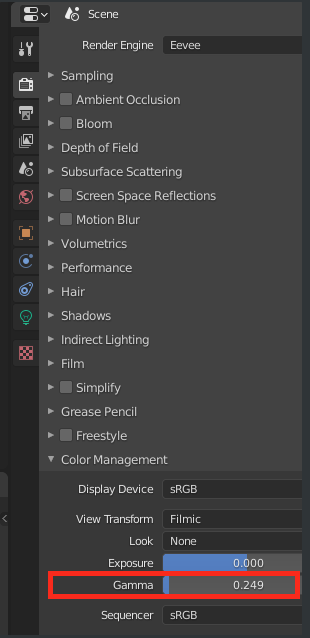 Scene
Render Engine Eevee
Sampling
Ambient Occlusion
Bloom
Depth of Field
Subsurface Scattering
Screen Space Reflections
Motion Blur
Volumetrics
Performance
Hair
Shadows
Indirect Lighting
Film
Simplify
Grease Pencil
Freestyle
Color Management
Display Device sRGB
View Transform Filmic
Look None
Exposure 0.000
Gamma 0.249
Sequencer sRGB